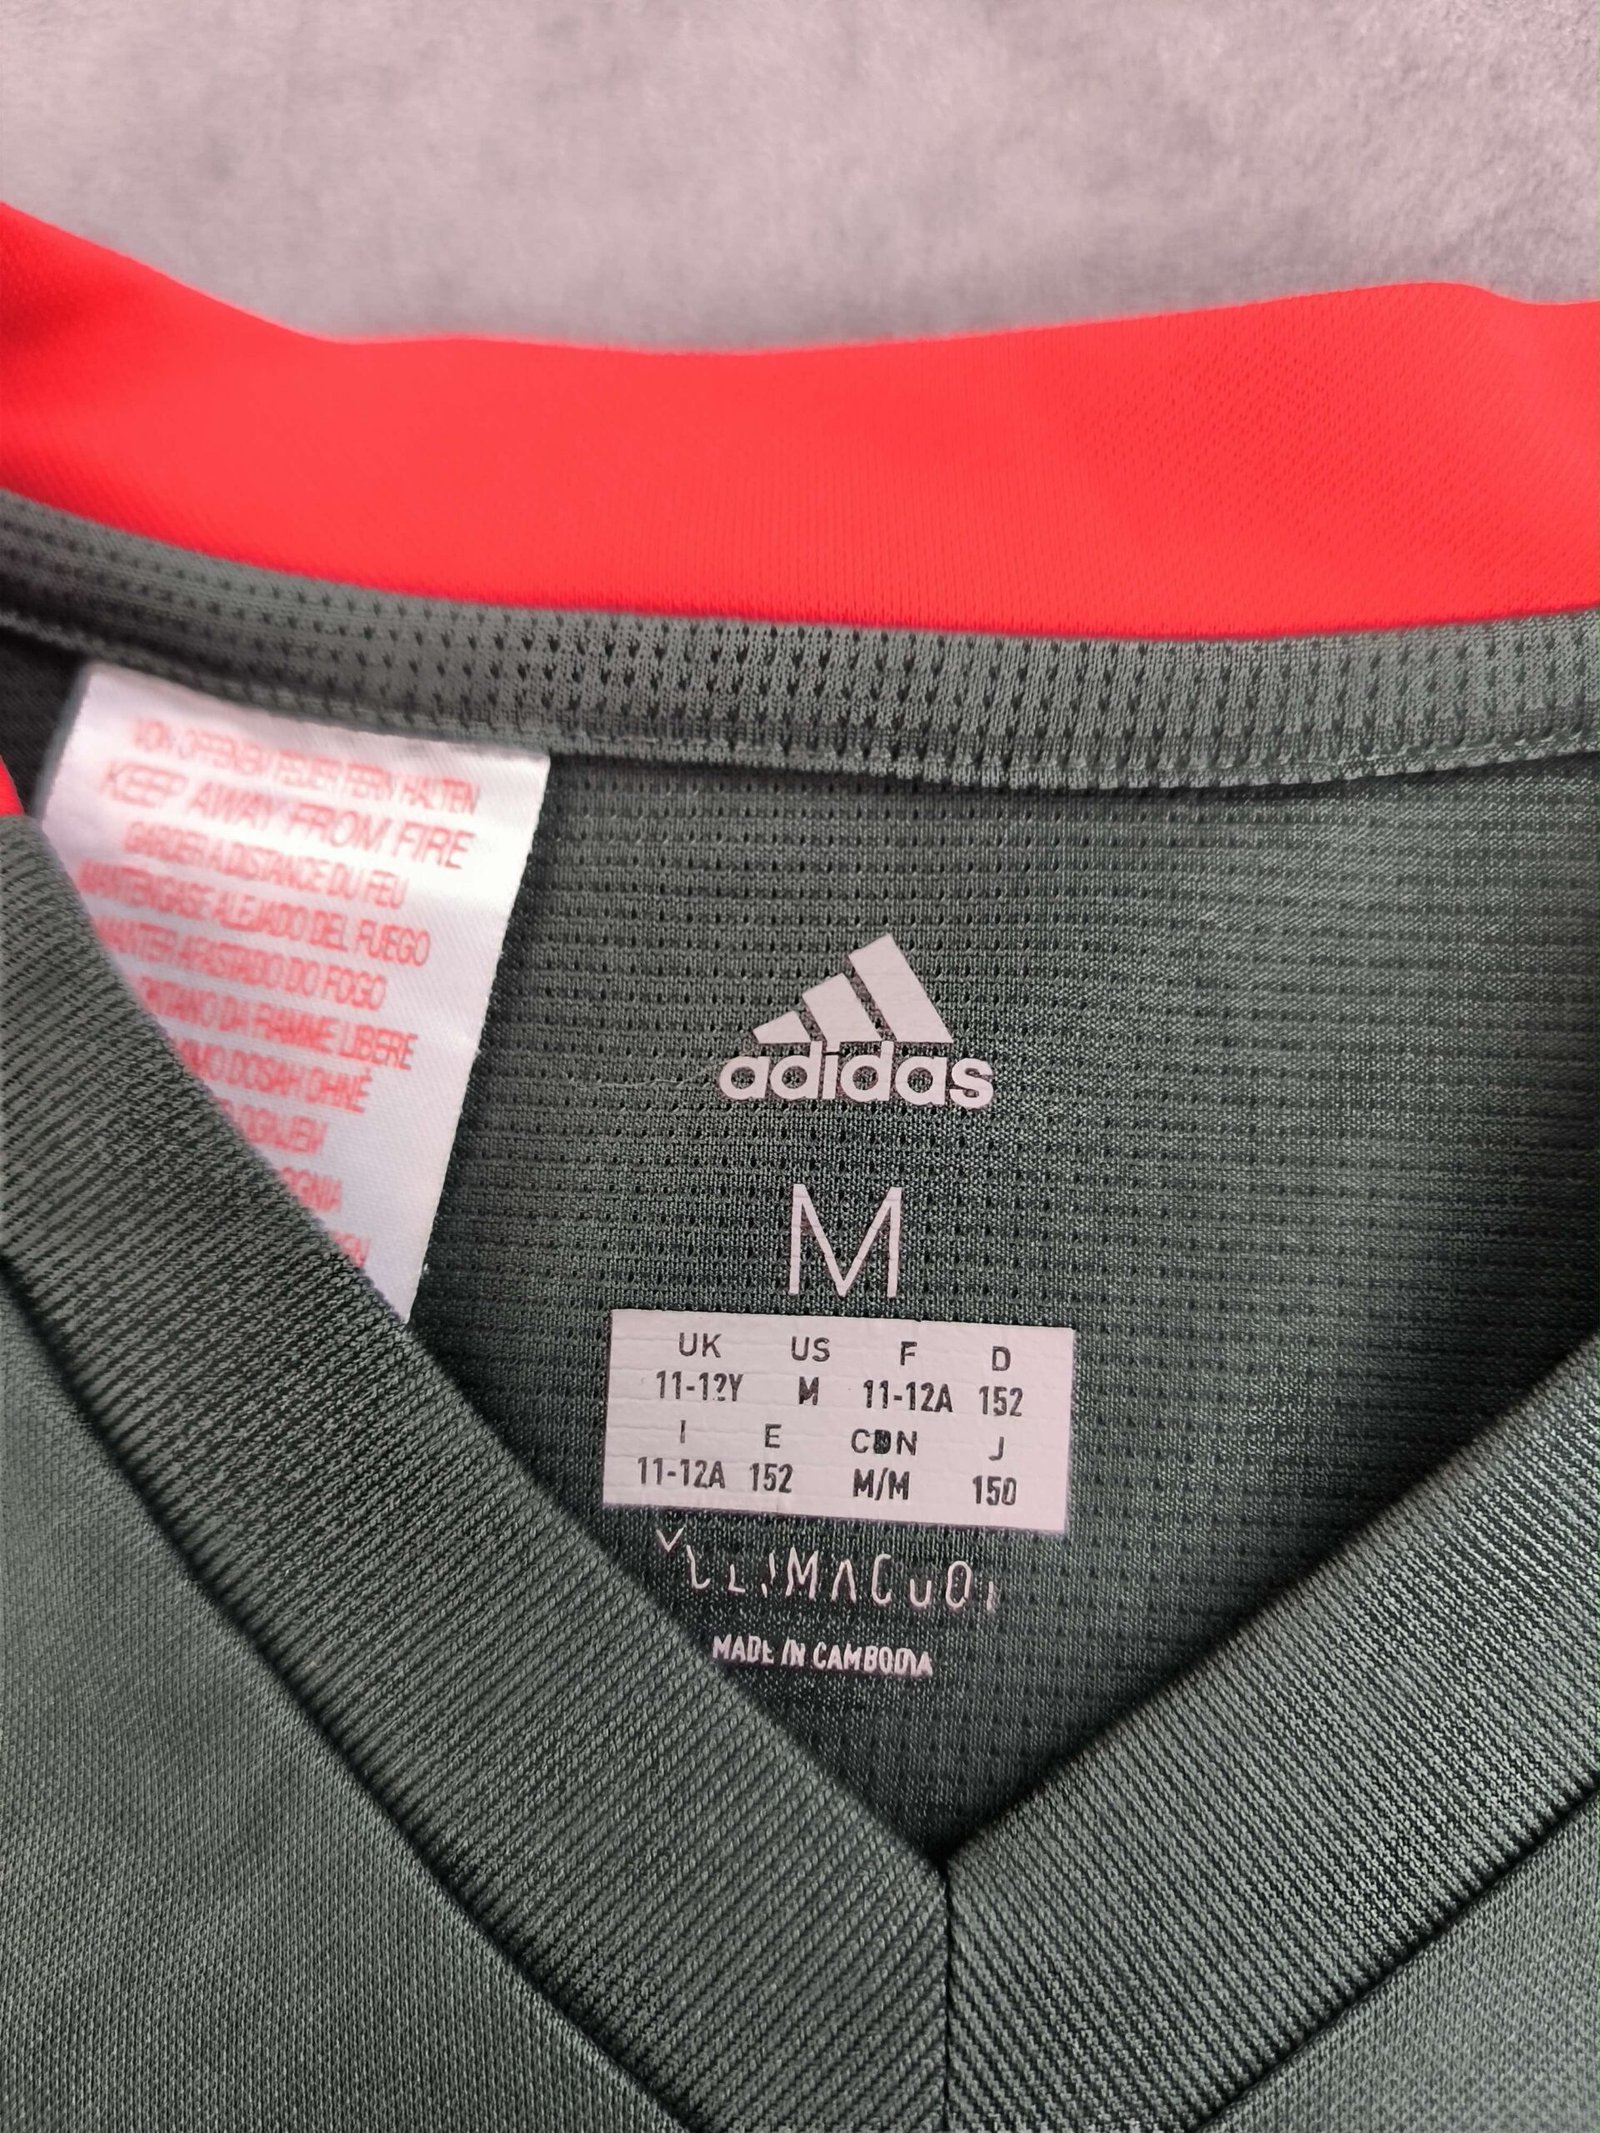 VON OFFENEM FEUER FERN HALTEN
KEEP AWAY FROM FIRE
GARDER A DISTANCE DU FEU
MANTENGASE ALEJADO DEL FUEGO
MANTER AFASTADO DO FOGO
DA FIAMME LIBERE
adidas
M
UK US F D
11-12Y M 11-12A 152
I E CDN J
11-12A 152 M/M 150
MADE IN CAMBODIA